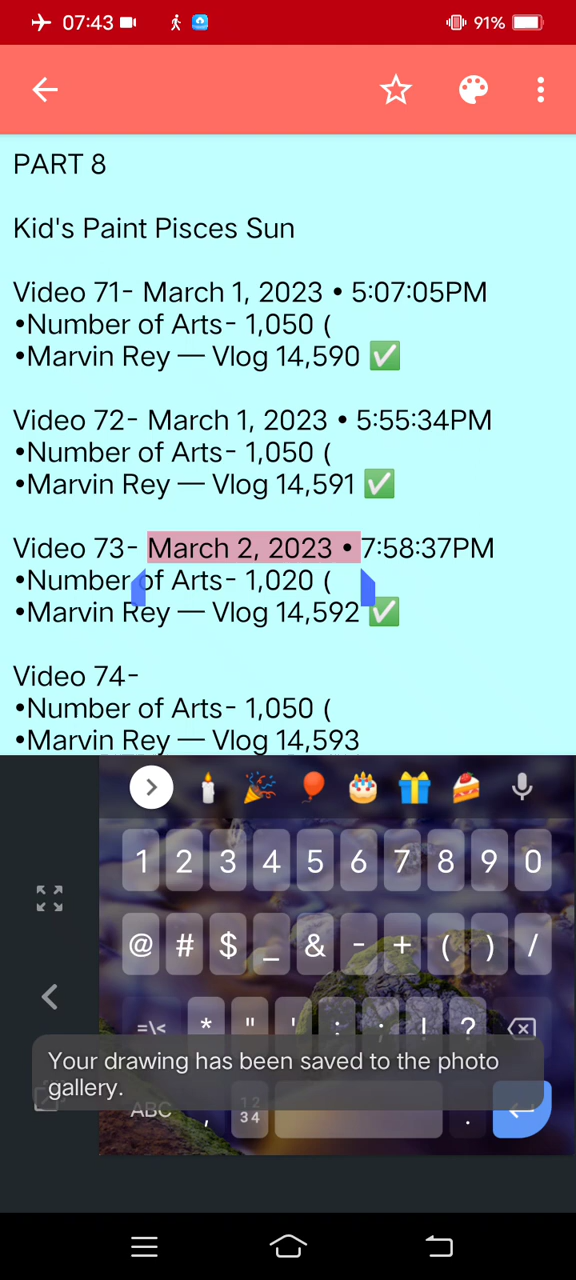 07:43
91%
PART 8
Kid's Paint Pisces Sun
Video 71- March 1, 2023 • 5:07:05PM
•Number of Arts- 1,050 (
•Marvin Rey — Vlog 14,590 ✅
Video 72- March 1, 2023 • 5:55:34PM
•Number of Arts- 1,050 (
•Marvin Rey — Vlog 14,591 ✅
Video 73- March 2, 2023 • 7:58:37PM
•Number of Arts- 1,020 (
•Marvin Rey — Vlog 14,592 ✅
Video 74-
•Number of Arts- 1,050 (
•Marvin Rey — Vlog 14,593
1 2 3 4 5 6 7 8 9 0
@ # $ _ & - + ( ) /
=\< * " ' : ; ! ?
Your drawing has been saved to the photo
gallery.
ABC , 12 34 .